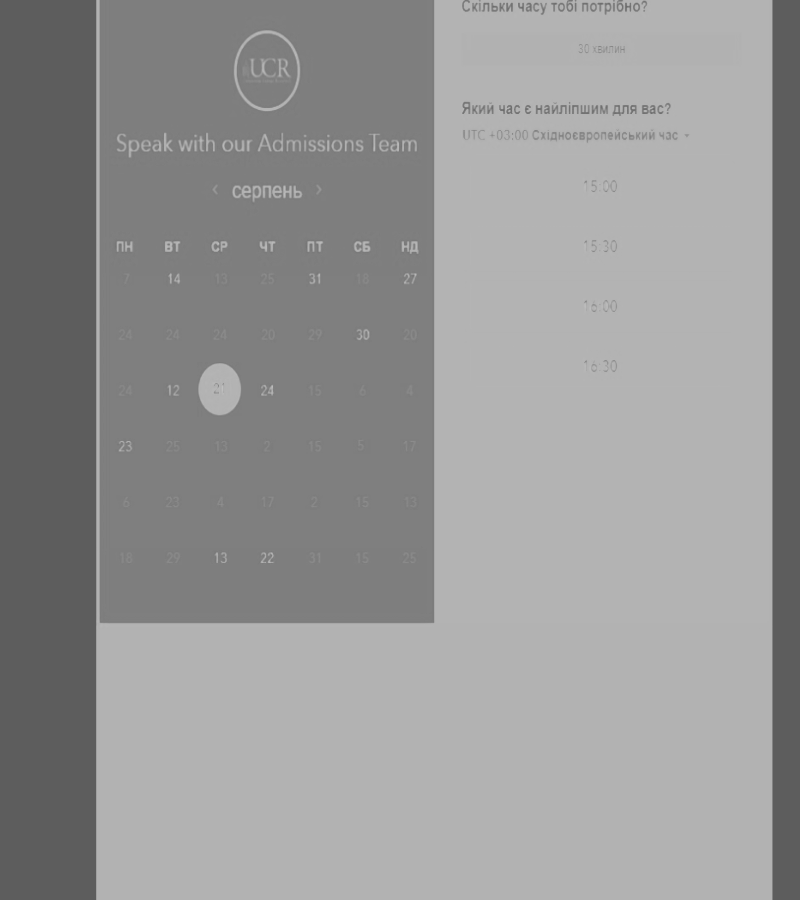 UCR
Speak with our Admissions Team
‹ серпень ›
ПН ВТ СР ЧТ ПТ СБ НД
7 14 13 25 31 18 27
24 24 24 20 29 30 20
24 12 21 24 15 6 4
23 25 13 2 15 5 17
6 23 4 17 2 15 13
18 29 13 22 31 15 25
Скільки часу тобі потрібно?
30 хвилин
Який час є найліпшим для вас?
UTC +03:00 Східноєвропейський час
15:00
15:30
16:00
16:30